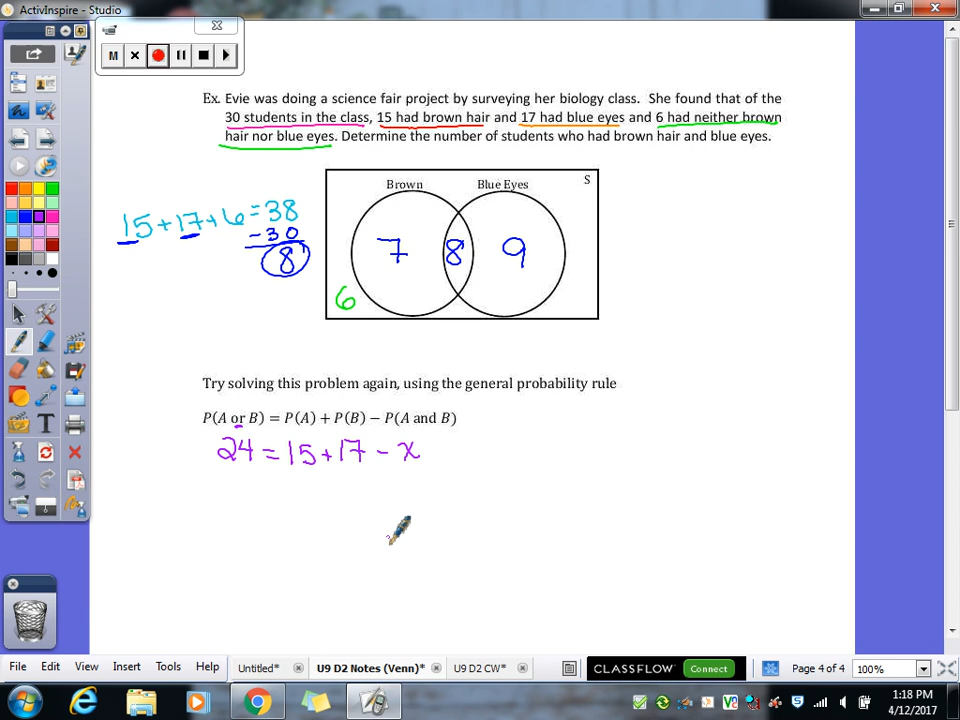 ActivInspire - Studio
M
Ex. Evie was doing a science fair project by surveying her biology class. She found that of the
30 students in the class, 15 had brown hair and 17 had blue eyes and 6 had neither brown
hair nor blue eyes. Determine the number of students who had brown hair and blue eyes.
Brown Blue Eyes S
15+17+6=38
-30
8
7 8 9
6
Try solving this problem again, using the general probability rule
P(A or B) = P(A) + P(B) − P(A and B)
24 = 15+17 - x
File Edit View Insert Tools Help Untitled* U9 D2 Notes (Venn)* U9 D2 CW* CLASSFLOW Connect Page 4 of 4 100%
1:18 PM
4/12/2017